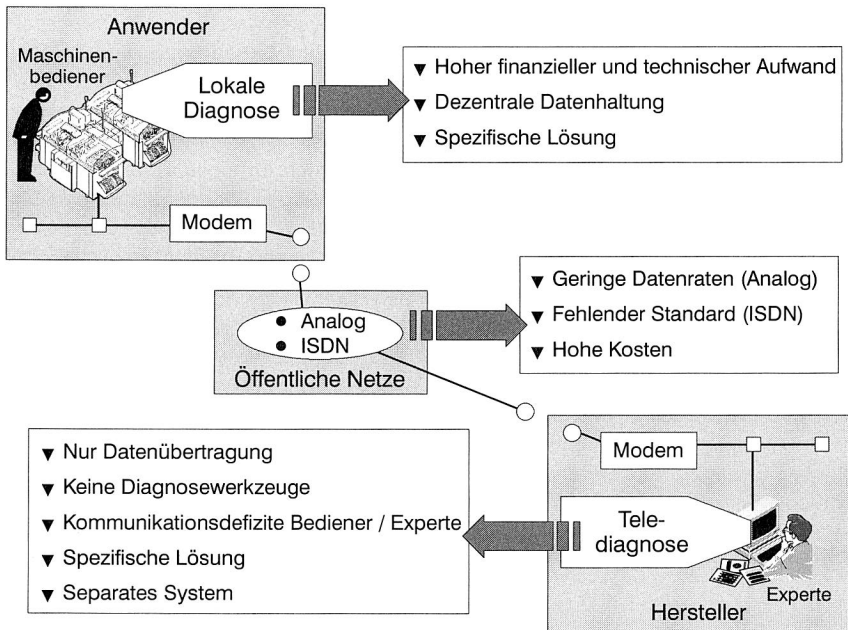 Anwender
Maschinen-
bediener
Lokale
Diagnose
Modem
▼ Hoher finanzieller und technischer Aufwand
▼ Dezentrale Datenhaltung
▼ Spezifische Lösung
● Analog
● ISDN
Öffentliche Netze
▼ Geringe Datenraten (Analog)
▼ Fehlender Standard (ISDN)
▼ Hohe Kosten
▼ Nur Datenübertragung
▼ Keine Diagnosewerkzeuge
▼ Kommunikationsdefizite Bediener / Experte
▼ Spezifische Lösung
▼ Separates System
Modem
Tele-
diagnose
Experte
Hersteller